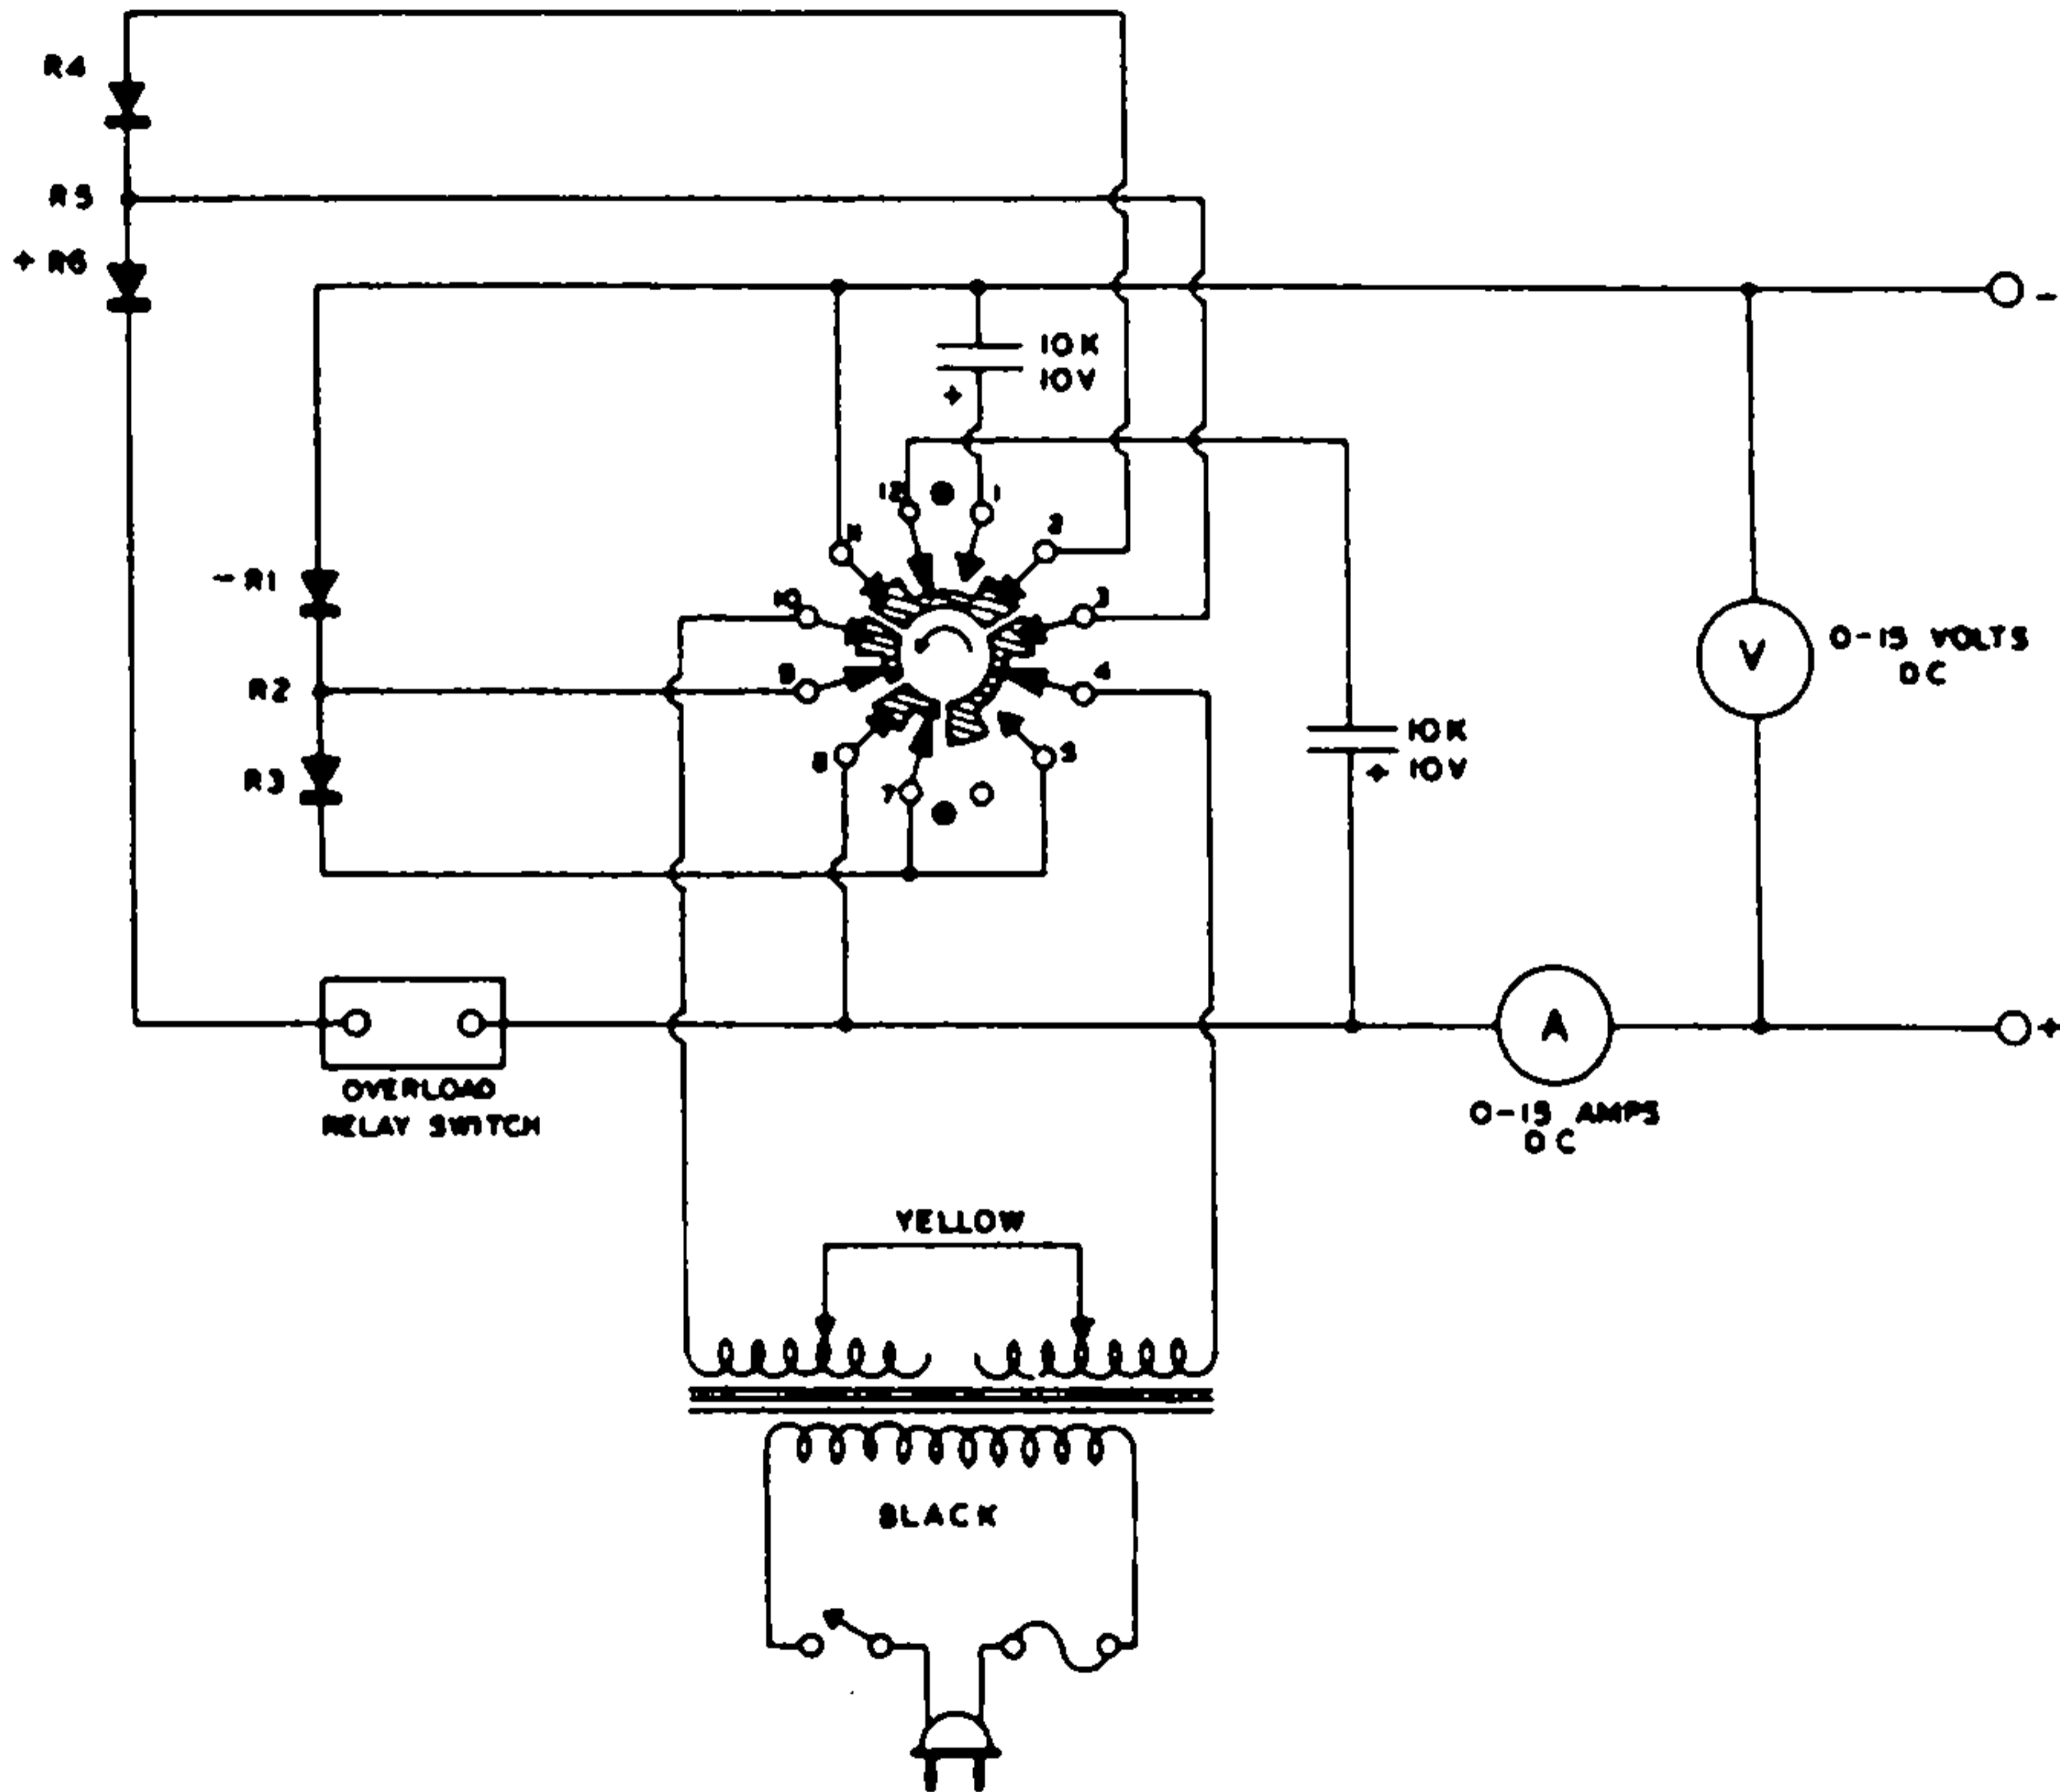 R4
R5
+ R6
-
10K
10V
+
12
1
2
11
- R1
10
3
R2
9
4
V
0-15 VOLTS
DC
R3
8
5
7
10K
+ 10V
A
+
OVERLOAD
RELAY SWITCH
0-15 AMPS
DC
YELLOW
BLACK